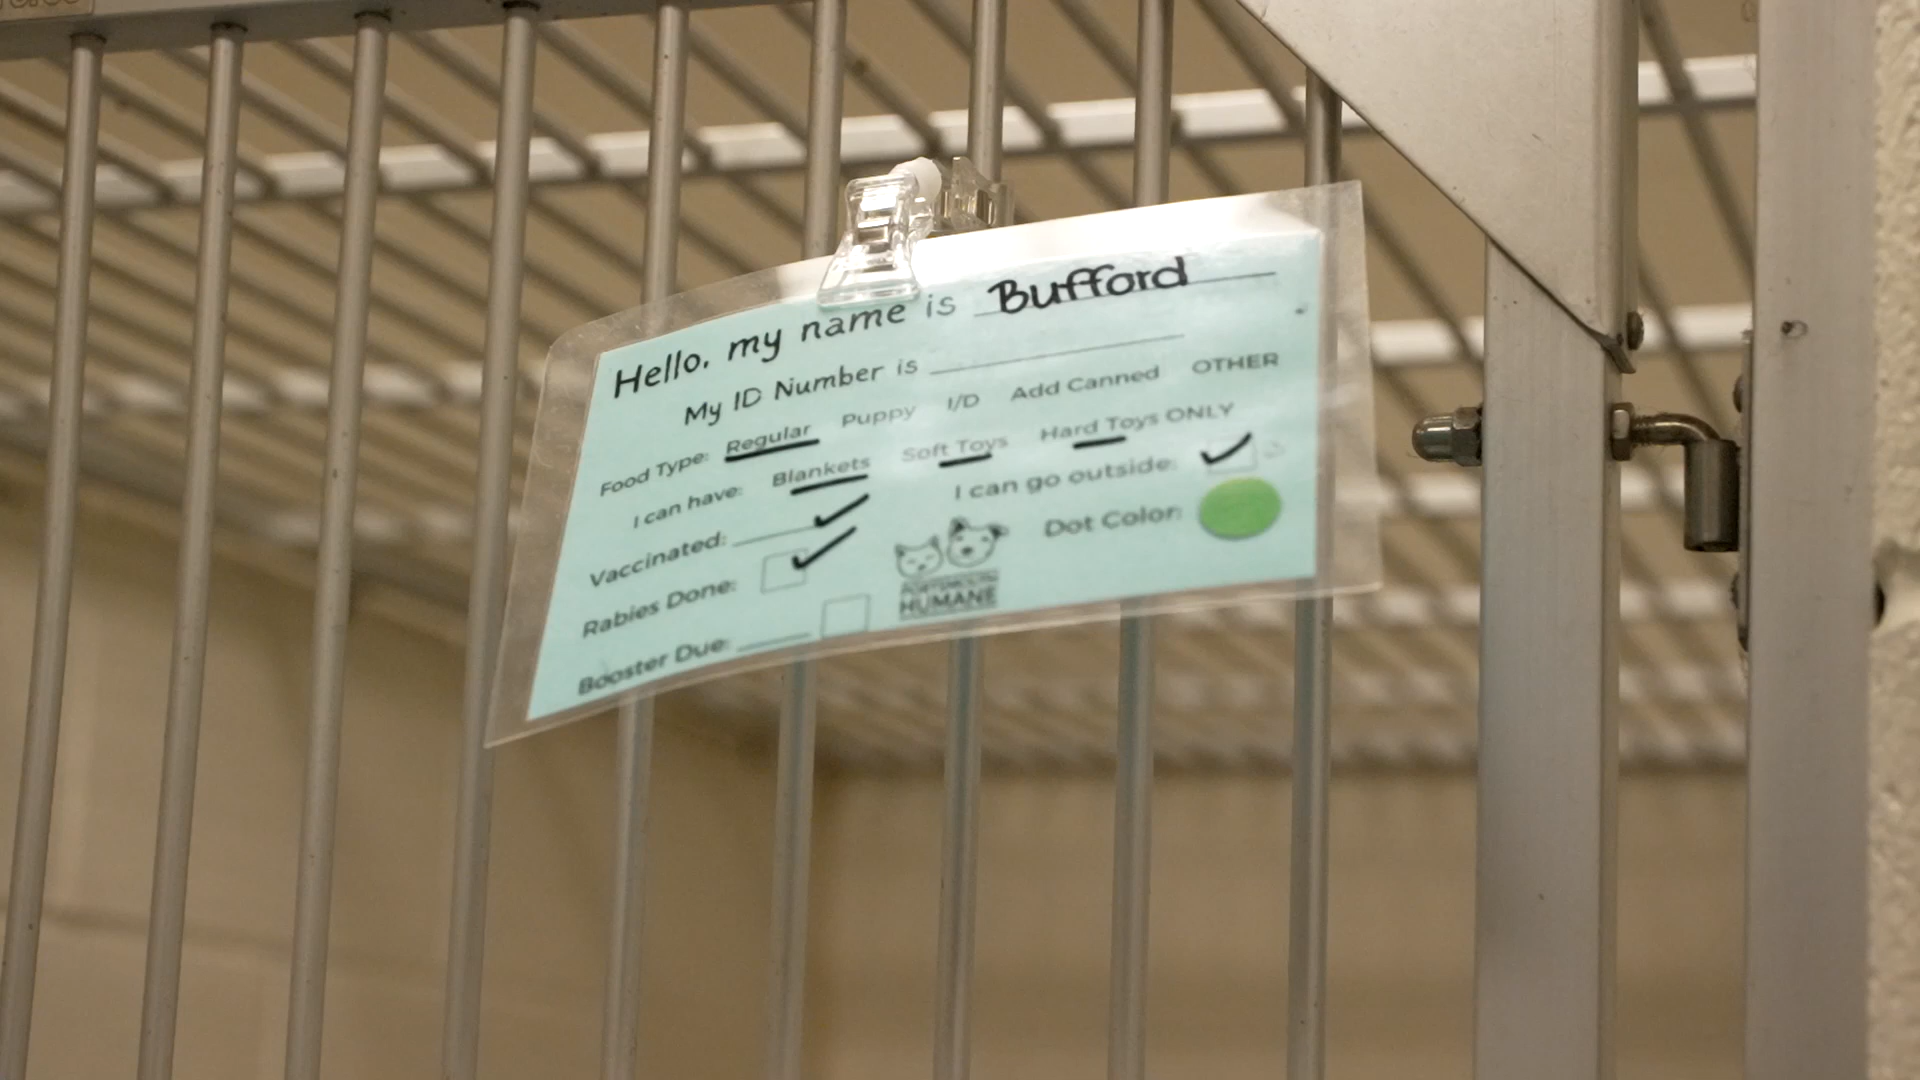 Hello, my name is Bufford
My ID Number is
Food Type: Regular Puppy I/D Add Canned OTHER
I can have: Blankets Soft Toys Hard Toys ONLY
Vaccinated: I can go outside:
Rabies Done: Dot Color:
Booster Due:
HUMANE